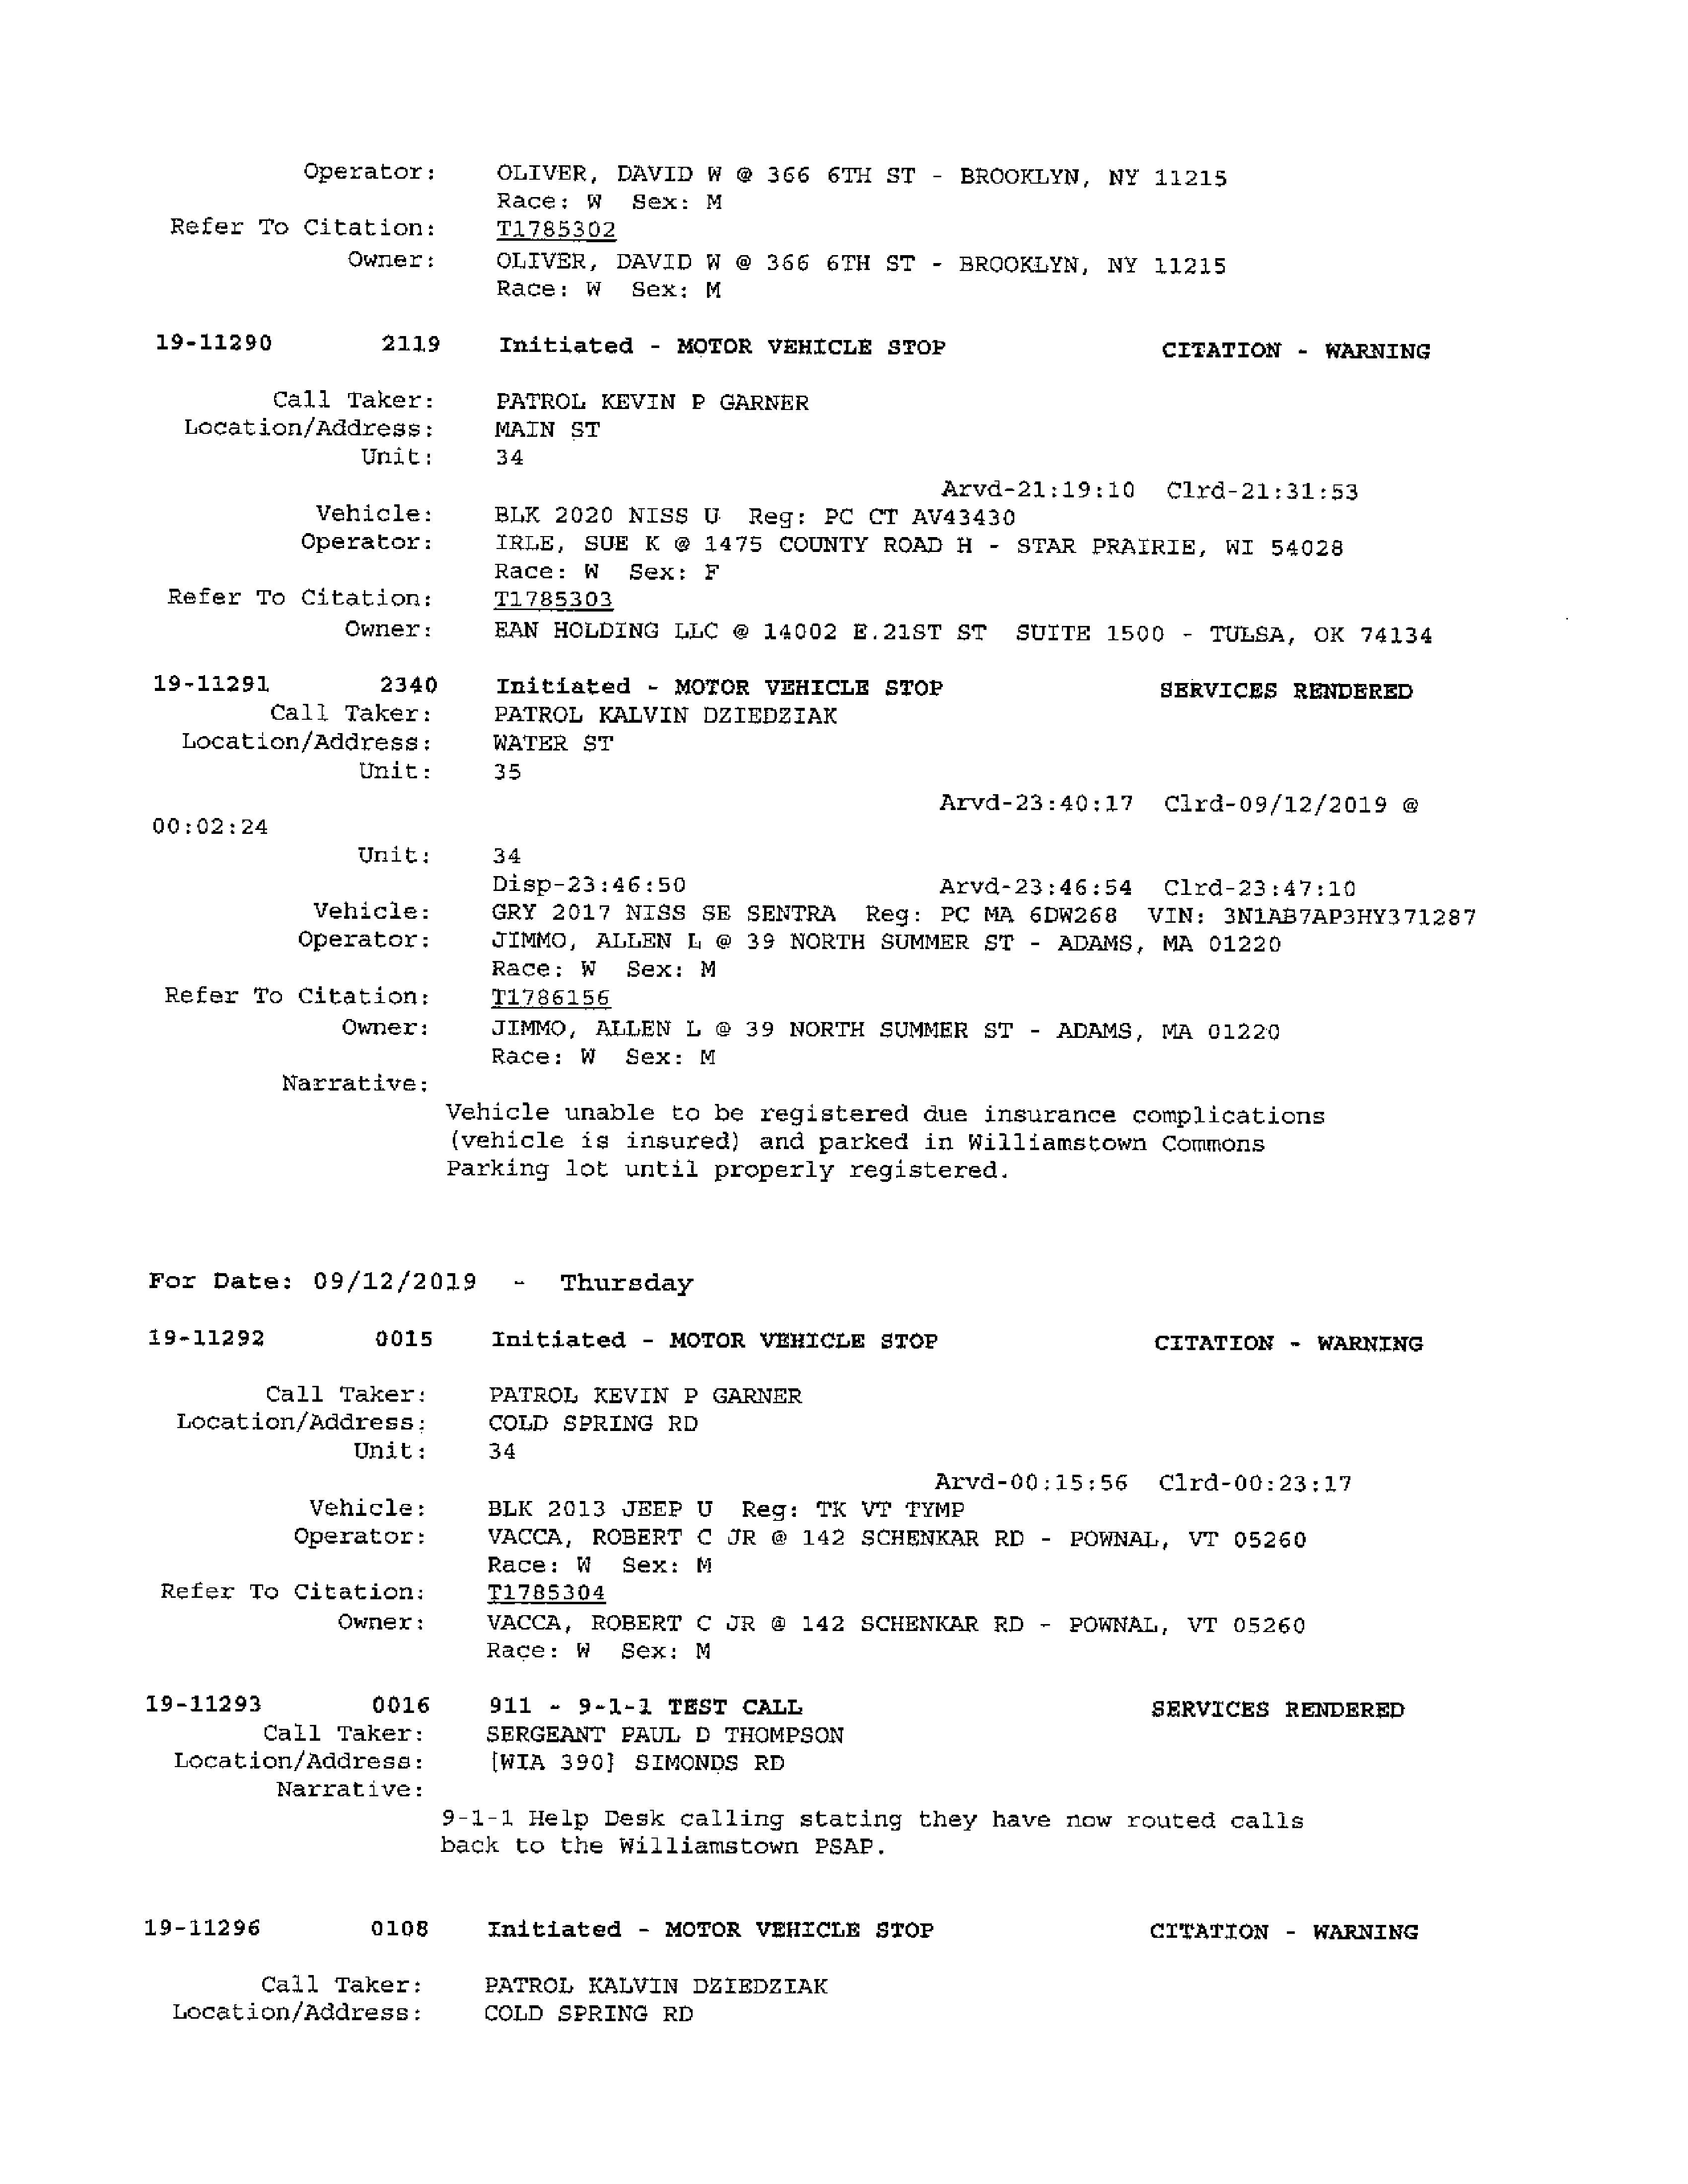 Operator: OLIVER, DAVID W @ 366 6TH ST - BROOKLYN, NY 11215
Race: W Sex: M
Refer To Citation: T1785302
Owner: OLIVER, DAVID W @ 366 6TH ST - BROOKLYN, NY 11215
Race: W Sex: M
19-11290 2119 Initiated - MOTOR VEHICLE STOP CITATION - WARNING
Call Taker: PATROL KEVIN P GARNER
Location/Address: MAIN ST
Unit: 34
Arvd-21:19:10 Clrd-21:31:53
Vehicle: BLK 2020 NISS U Reg: PC CT AV43430
Operator: IRLE, SUE K @ 1475 COUNTY ROAD H - STAR PRAIRIE, WI 54028
Race: W Sex: F
Refer To Citation: T1785303
Owner: EAN HOLDING LLC @ 14002 E.21ST ST SUITE 1500 - TULSA, OK 74134
19-11291 2340 Initiated - MOTOR VEHICLE STOP SERVICES RENDERED
Call Taker: PATROL KALVIN DZIEDZIAK
Location/Address: WATER ST
Unit: 35
Arvd-23:40:17 Clrd-09/12/2019 @
00:02:24
Unit: 34
Disp-23:46:50 Arvd-23:46:54 Clrd-23:47:10
Vehicle: GRY 2017 NISS SE SENTRA Reg: PC MA 6DW268 VIN: 3N1AB7AP3HY371287
Operator: JIMMO, ALLEN L @ 39 NORTH SUMMER ST - ADAMS, MA 01220
Race: W Sex: M
Refer To Citation: T1786156
Owner: JIMMO, ALLEN L @ 39 NORTH SUMMER ST - ADAMS, MA 01220
Race: W Sex: M
Narrative:
Vehicle unable to be registered due insurance complications
(vehicle is insured) and parked in Williamstown Commons
Parking lot until properly registered.
For Date: 09/12/2019 - Thursday
19-11292 0015 Initiated - MOTOR VEHICLE STOP CITATION - WARNING
Call Taker: PATROL KEVIN P GARNER
Location/Address: COLD SPRING RD
Unit: 34
Arvd-00:15:56 Clrd-00:23:17
Vehicle: BLK 2013 JEEP U Reg: TK VT TYMP
Operator: VACCA, ROBERT C JR @ 142 SCHENKAR RD - POWNAL, VT 05260
Race: W Sex: M
Refer To Citation: T1785304
Owner: VACCA, ROBERT C JR @ 142 SCHENKAR RD - POWNAL, VT 05260
Race: W Sex: M
19-11293 0016 911 - 9-1-1 TEST CALL SERVICES RENDERED
Call Taker: SERGEANT PAUL D THOMPSON
Location/Address: [WIA 390] SIMONDS RD
Narrative:
9-1-1 Help Desk calling stating they have now routed calls
back to the Williamstown PSAP.
19-11296 0108 Initiated - MOTOR VEHICLE STOP CITATION - WARNING
Call Taker: PATROL KALVIN DZIEDZIAK
Location/Address: COLD SPRING RD